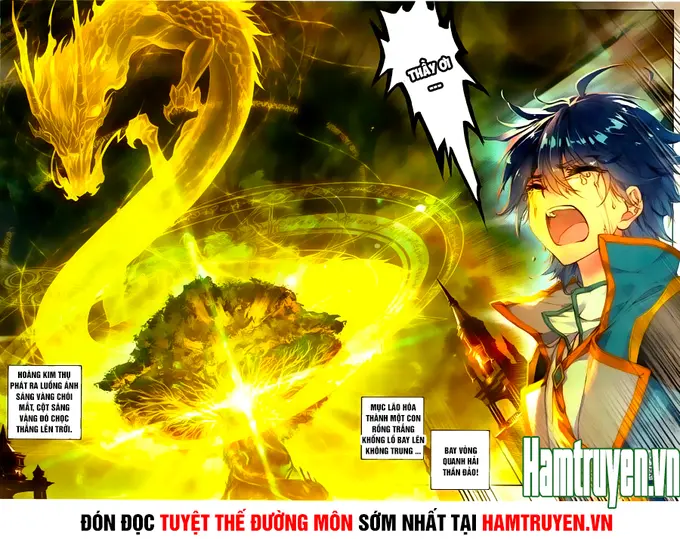 THẦY ƠI
....
HOÀNG KIM THỤ
PHÁT RA LUỒNG ÁNH
SÁNG VÀNG CHÓI
MẮT, CỘT SÁNG
VÀNG ĐÓ CHỌC
THẲNG LÊN TRỜI.
MỤC LÃO HÓA
THÀNH MỘT CON
RỒNG TRẮNG
KHỔNG LỒ BAY LÊN
KHÔNG TRUNG ...
BAY VÒNG
QUANH HẢI
THẦN ĐẢO!
Hamtruyen.vn
ĐÓN ĐỌC TUYỆT THẾ ĐƯỜNG MÔN SỚM NHẤT TẠI HAMTRUYEN.VN